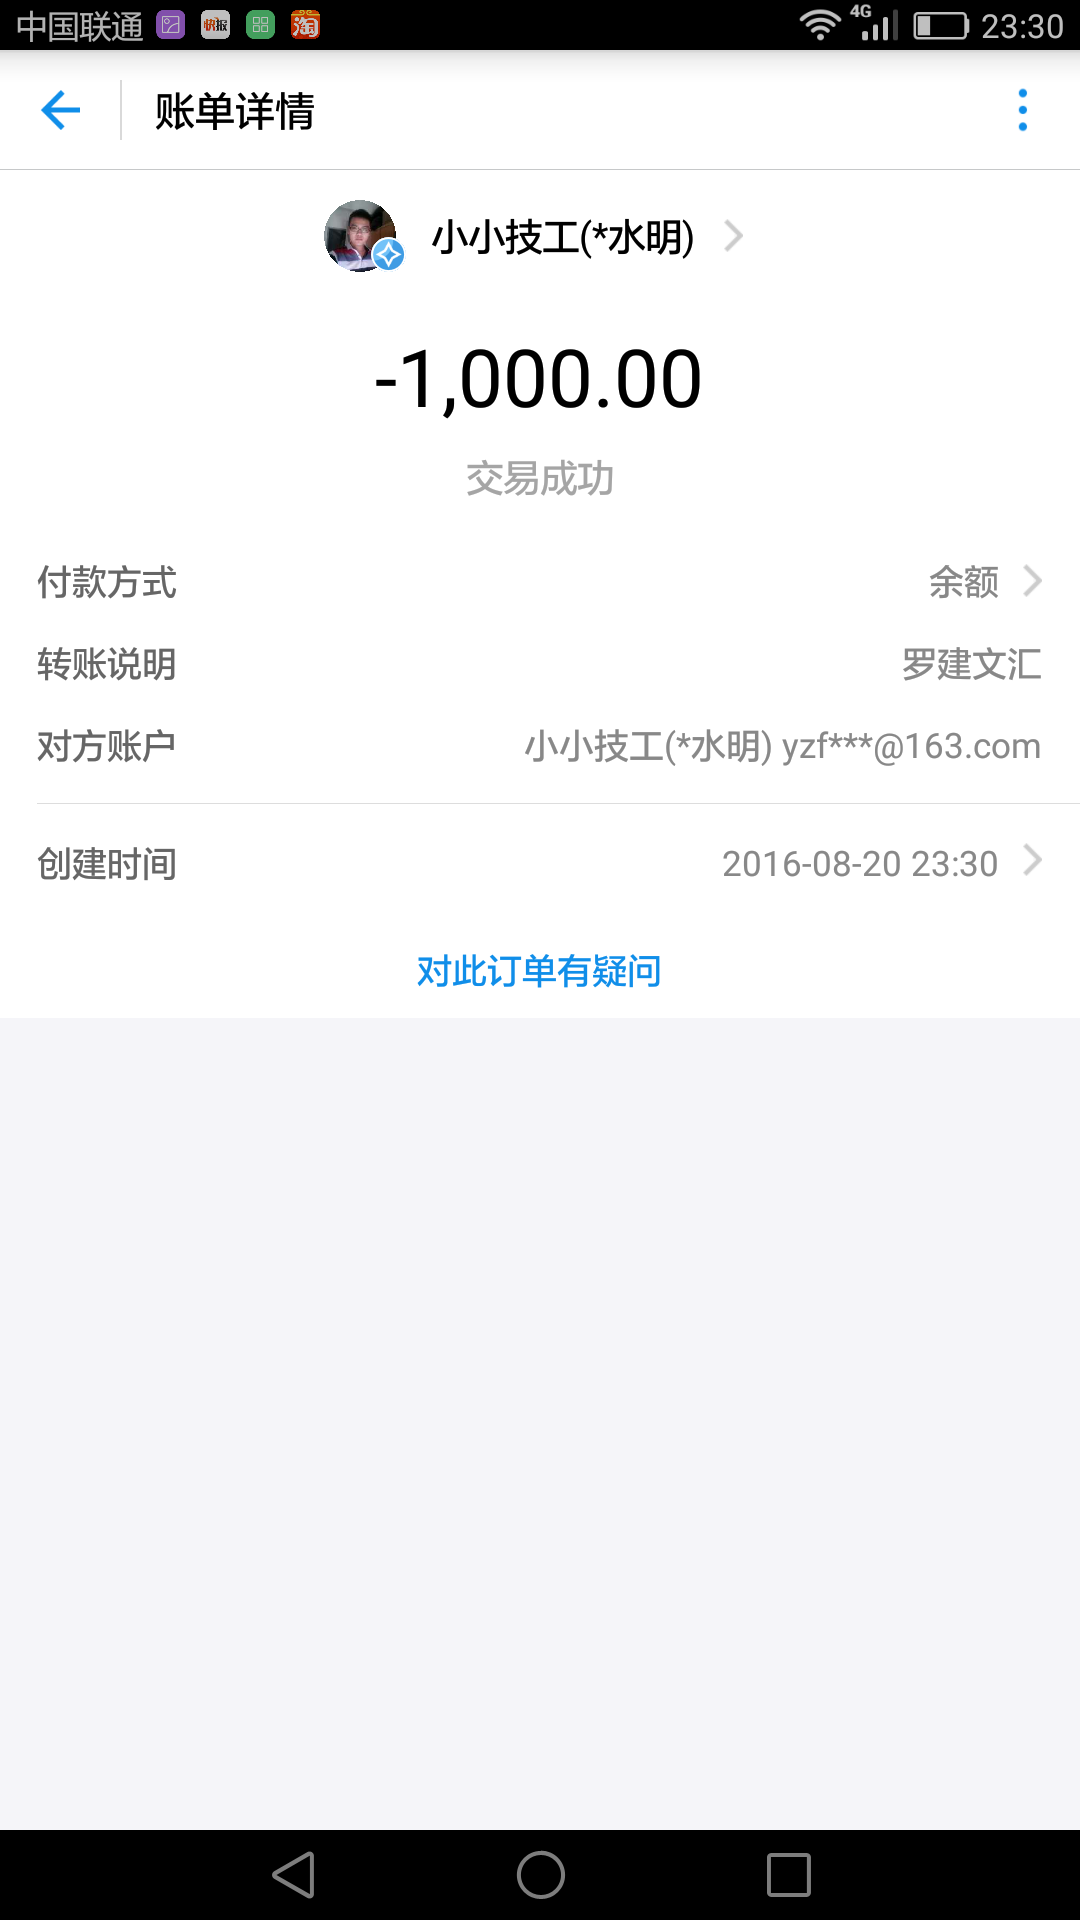 中国联通 快报 淘 4G 23:30
账单详情
小小技工(*水明)
-1,000.00
交易成功
付款方式 余额
转账说明 罗建文汇
对方账户 小小技工(*水明) yzf***@163.com
创建时间 2016-08-20 23:30
对此订单有疑问